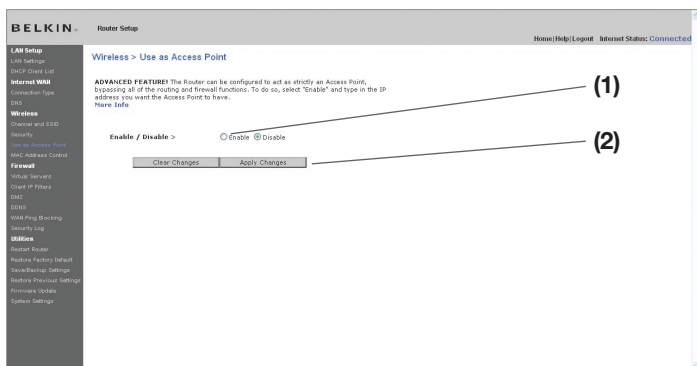 BELKIN. Router Setup
Home|Help|Logout Internet Status: Connected
LAN Setup
LAN Settings
DHCP Client List
Internet WAN
Connection Type
DNS
Wireless
Channel and SSID
Security
Use as Access Point
MAC Address Control
Firewall
Virtual Servers
Client IP Filters
DMZ
DDNS
WAN Ping Blocking
Security Log
Utilities
Restart Router
Restore Factory Default
Save/Backup Settings
Restore Previous Settings
Firmware Update
System Settings
Wireless > Use as Access Point
ADVANCED FEATURE! The Router can be configured to act as strictly an Access Point,
bypassing all of the routing and firewall functions. To do so, select "Enable" and type in the IP
address you want the Access Point to have.
More Info
Enable / Disable > Enable Disable
Clear Changes Apply Changes
(1)
(2)